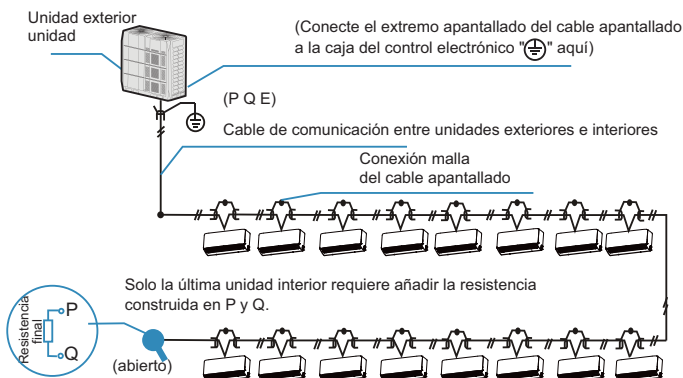 Unidad exterior
unidad
(Conecte el extremo apantallado del cable apantallado
a la caja del control electrónico "⏚" aquí)
(P Q E)
Cable de comunicación entre unidades exteriores e interiores
Conexión malla
del cable apantallado
Solo la última unidad interior requiere añadir la resistencia
construida en P y Q.
Resistencia
final
P
Q
(abierto)